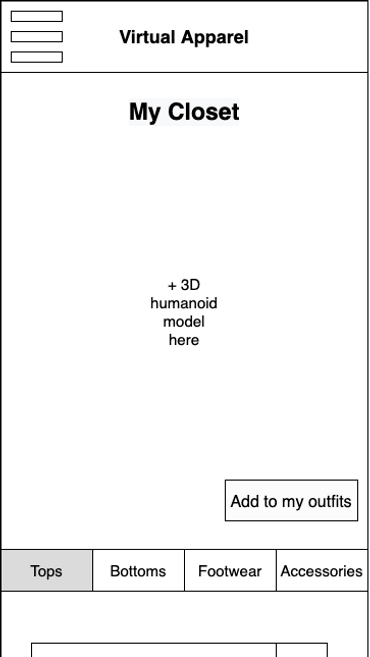 Virtual Apparel
My Closet
+ 3D
humanoid
model
here
Add to my outfits
Tops
Bottoms
Footwear
Accessories